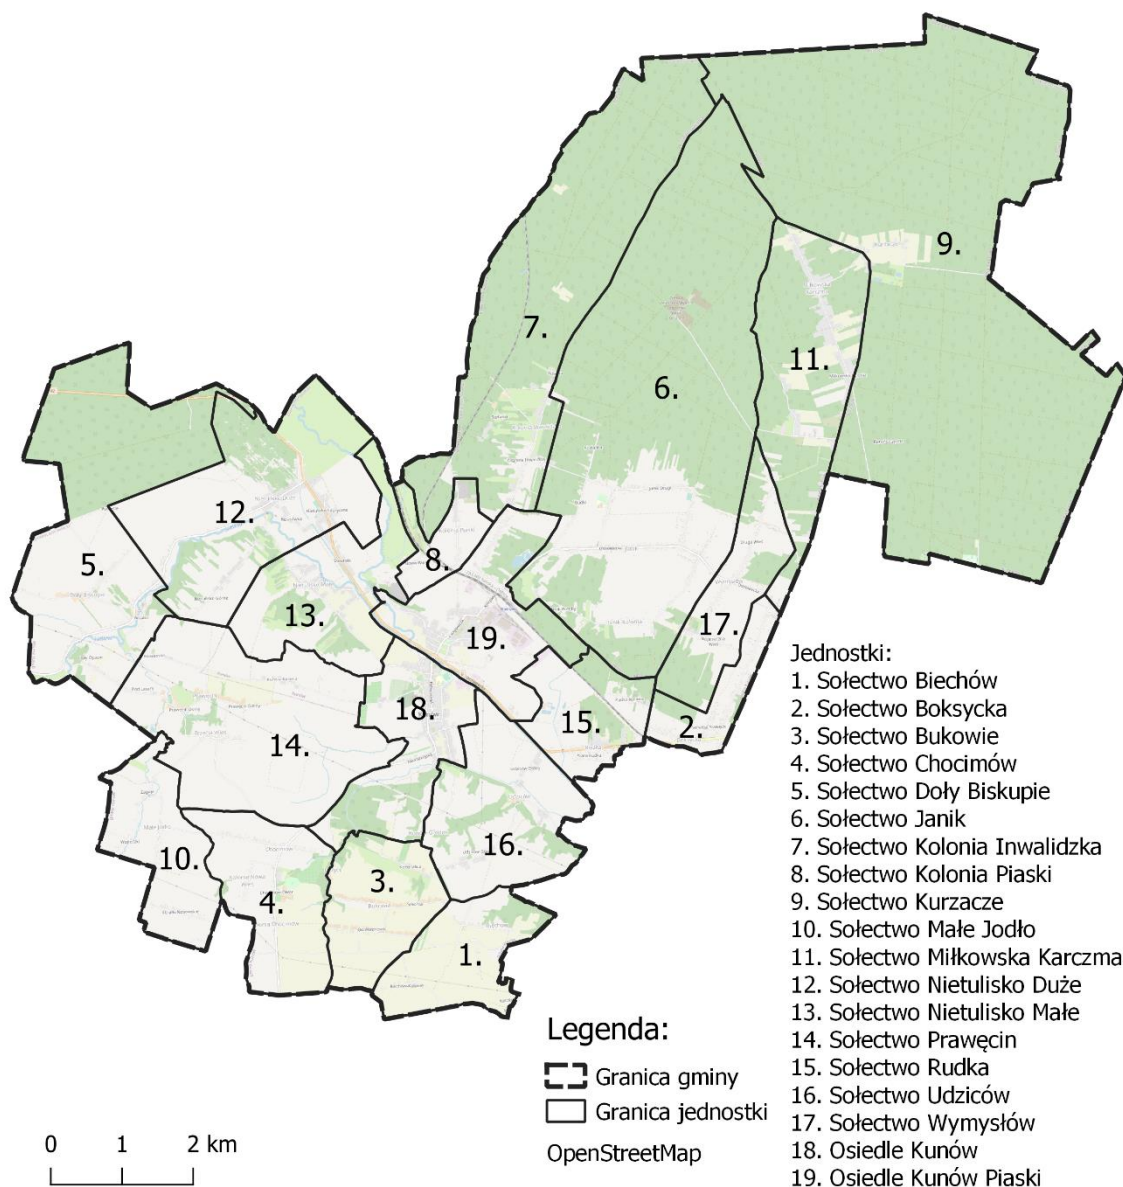 9.
7.
6.
11.
12.
5.
8.
13.
19.
17.
18.
15.
2.
14.
16.
10.
3.
4.
1.
Jednostki:
1. Sołectwo Biechów
2. Sołectwo Boksycka
3. Sołectwo Bukowie
4. Sołectwo Chocimów
5. Sołectwo Doły Biskupie
6. Sołectwo Janik
7. Sołectwo Kolonia Inwalidzka
8. Sołectwo Kolonia Piaski
9. Sołectwo Kurzacze
10. Sołectwo Małe Jodło
11. Sołectwo Miłkowska Karczma
12. Sołectwo Nietulisko Duże
13. Sołectwo Nietulisko Małe
14. Sołectwo Prawęcin
15. Sołectwo Rudka
16. Sołectwo Udziców
17. Sołectwo Wymysłów
18. Osiedle Kunów
19. Osiedle Kunów Piaski
Legenda:
Granica gminy
Granica jednostki
OpenStreetMap
0 1 2 km